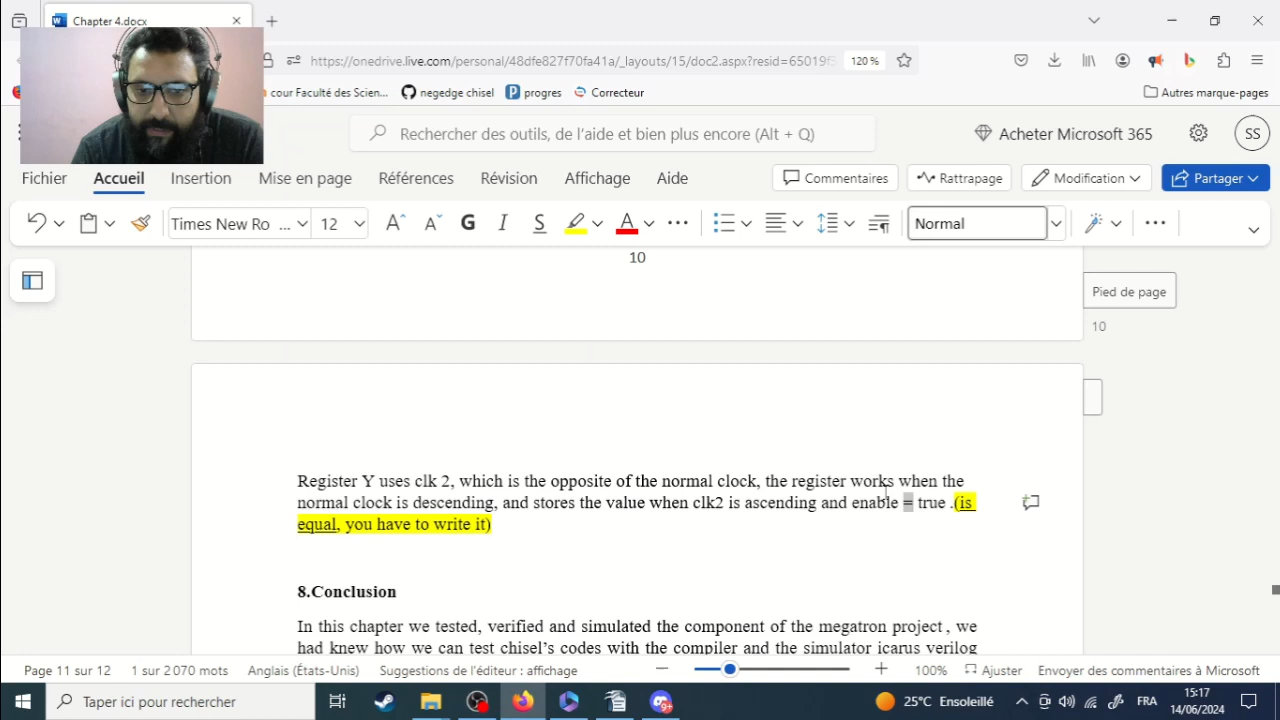 Chapter 4.docx
https://onedrive.live.com/personal/48dfe827f70fa41a/_layouts/15/doc2.aspx?resid=65019f5
120 %
cour Faculté des Scien...
negedge chisel
progres
Correcteur
Autres marque-pages
Rechercher des outils, de l'aide et bien plus encore (Alt + Q)
Acheter Microsoft 365
SS
Fichier
Accueil
Insertion
Mise en page
Références
Révision
Affichage
Aide
Commentaires
Rattrapage
Modification
Partager
Times New Ro ...
12
G
I
S
A
Normal
10
Pied de page
10
Register Y uses clk 2, which is the opposite of the normal clock, the register works when the
normal clock is descending, and stores the value when clk2 is ascending and enable = true .(is
equal, you have to write it)
8.Conclusion
In this chapter we tested, verified and simulated the component of the megatron project , we
had knew how we can test chisel's codes with the compiler and the simulator icarus verilog
Page 11 sur 12
1 sur 2 070 mots
Anglais (États-Unis)
Suggestions de l'éditeur : affichage
100%
Ajuster
Envoyer des commentaires à Microsoft
Taper ici pour rechercher
25°C Ensoleillé
FRA
15:17
14/06/2024